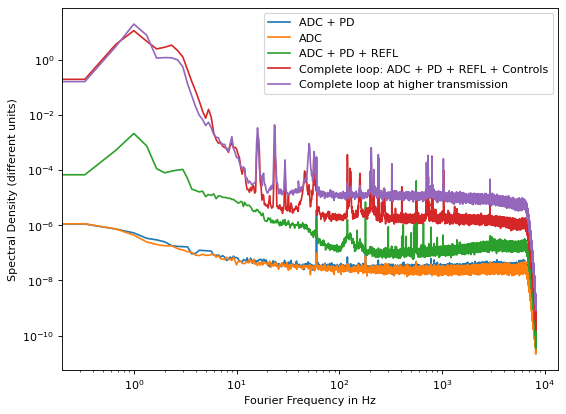 ADC + PD
ADC
ADC + PD + REFL
Complete loop: ADC + PD + REFL + Controls
Complete loop at higher transmission
Spectral Density (different units)
10⁰
10⁻²
10⁻⁴
10⁻⁶
10⁻⁸
10⁻¹⁰
10⁰ 10¹ 10² 10³ 10⁴
Fourier Frequency in Hz